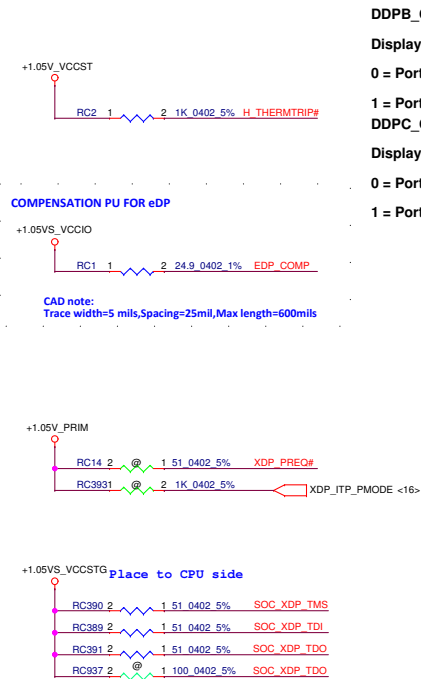 DDPB_
Display
0 = Port
1 = Port
DDPC_
Display
0 = Port
1 = Port
+1.05V_VCCST
RC2 1 2 1K_0402_5% H_THERMTRIP#
COMPENSATION PU FOR eDP
+1.05VS_VCCIO
RC1 1 2 24.9_0402_1% EDP_COMP
CAD note:
Trace width=5 mils,Spacing=25mil,Max length=600mils
+1.05V_PRIM
RC14 2 @ 1 51_0402_5% XDP_PREQ#
RC3931 @ 2 1K_0402_5% XDP_ITP_PMODE <16>
+1.05VS_VCCSTG
Place to CPU side
RC390 2 1 51_0402_5% SOC_XDP_TMS
RC389 2 1 51_0402_5% SOC_XDP_TDI
RC391 2 1 51_0402_5% SOC_XDP_TDO
RC937 2 @ 1 100_0402_5% SOC_XDP_TDO